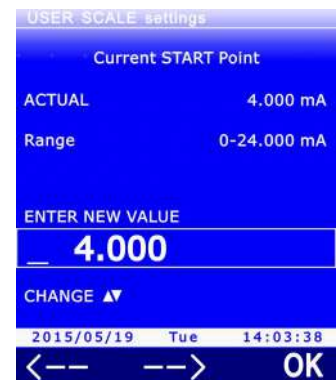 USER SCALE settings
Current START Point
ACTUAL 4.000 mA
Range 0-24.000 mA
ENTER NEW VALUE
_ 4.000
CHANGE ▲▼
2015/05/19 Tue 14:03:38
<-- --> OK